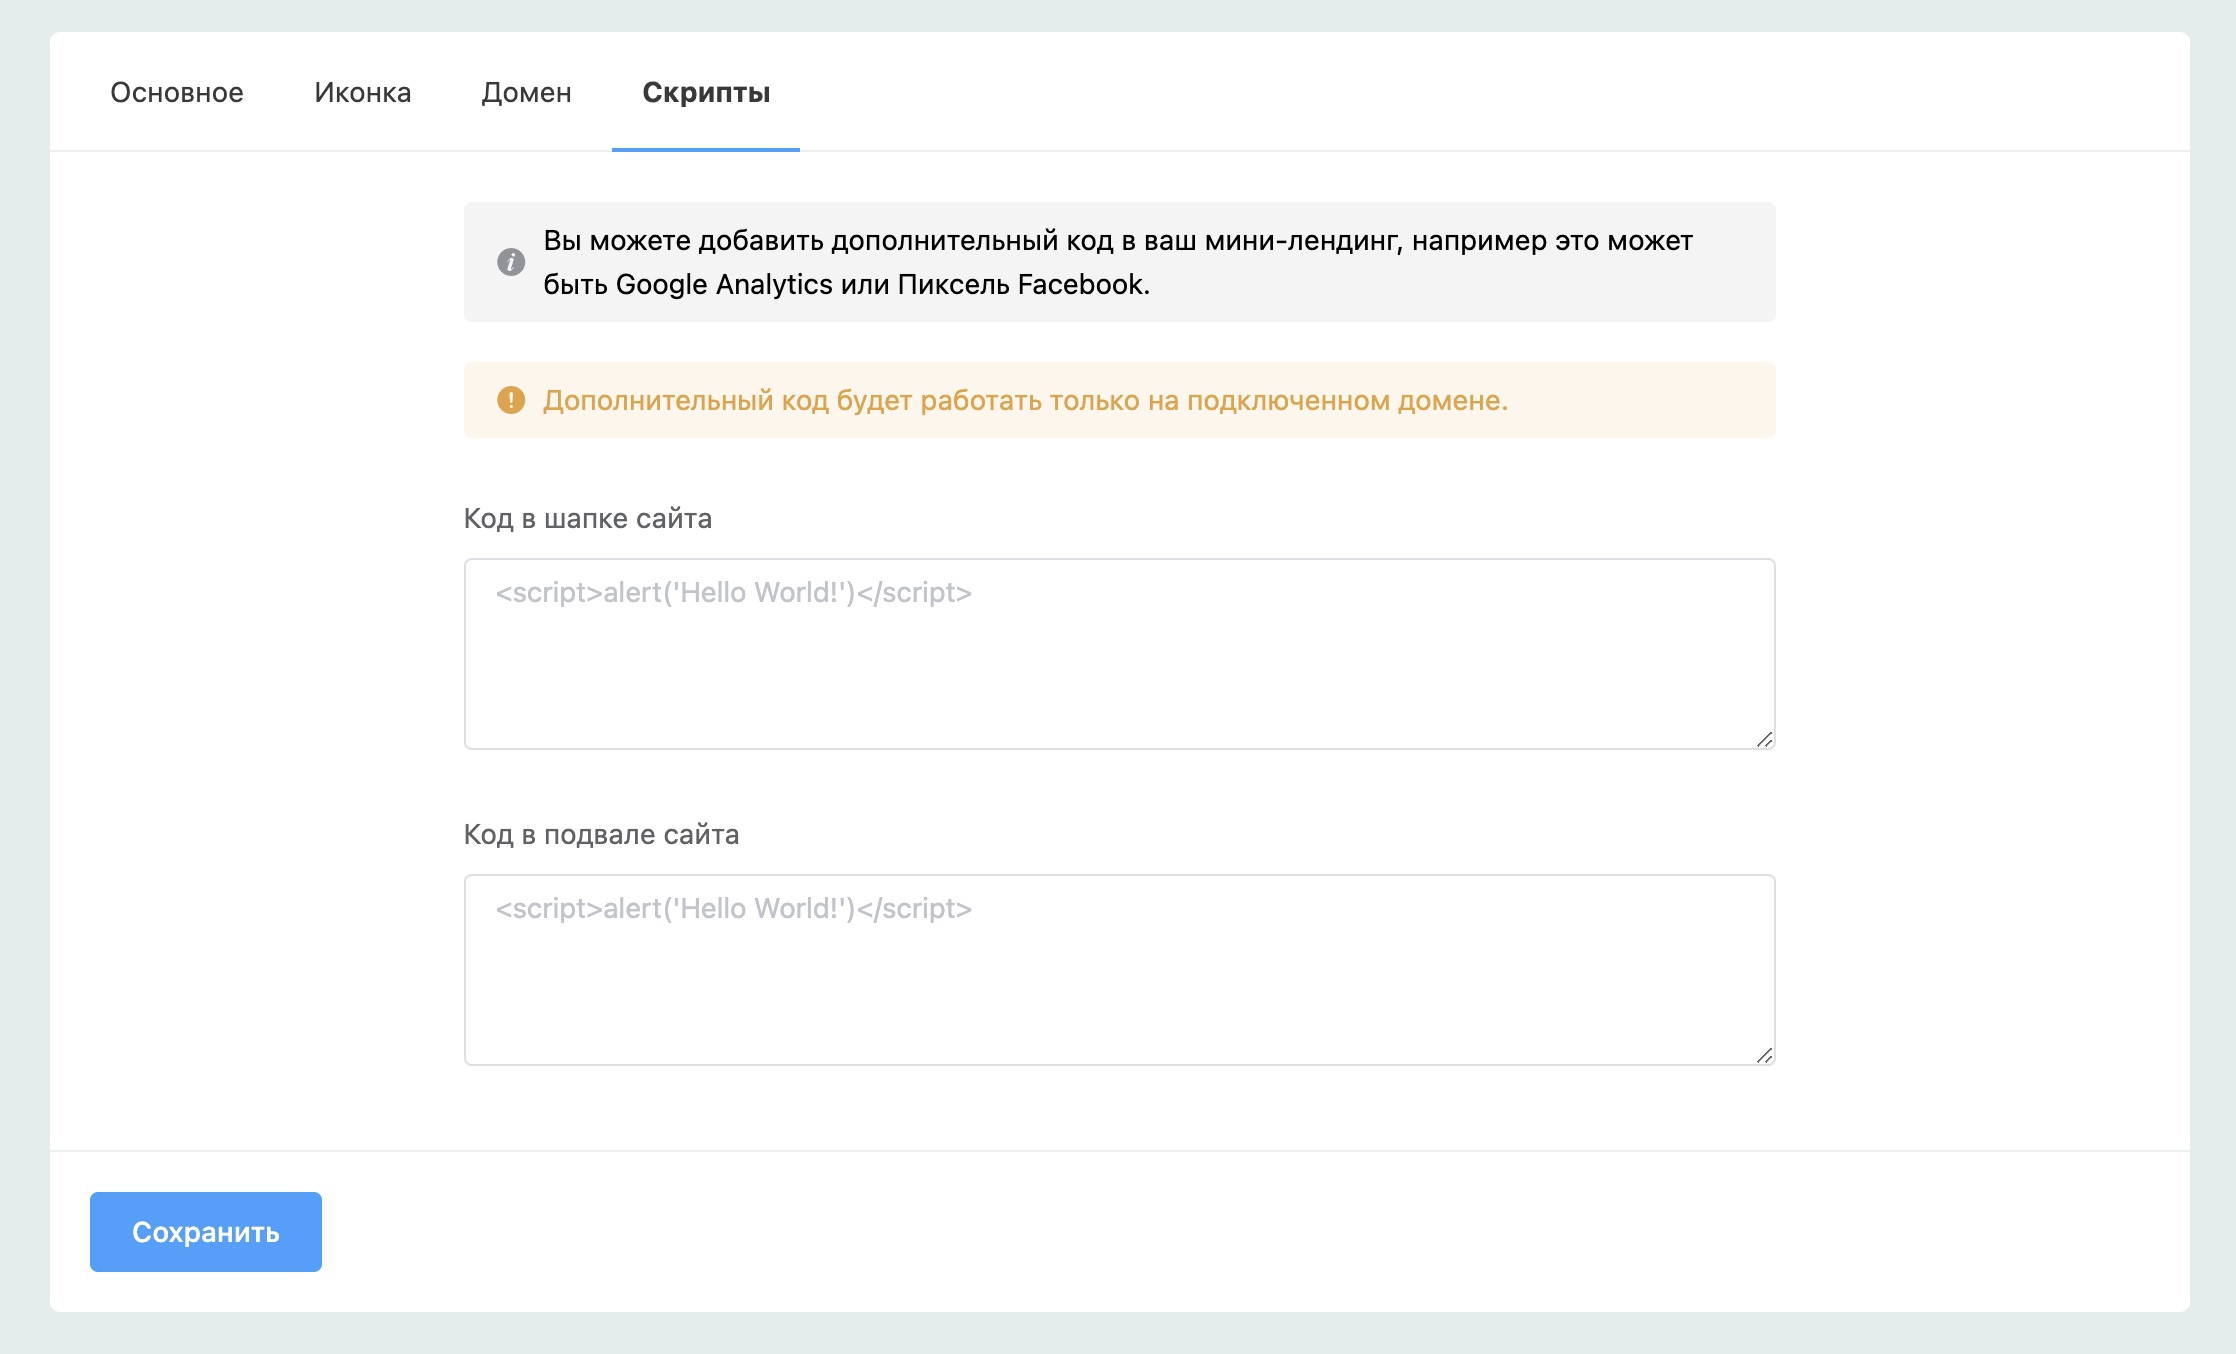 Основное Иконка Домен Скрипты
Вы можете добавить дополнительный код в ваш мини-лендинг, например это может
быть Google Analytics или Пиксель Facebook.
Дополнительный код будет работать только на подключенном домене.
Код в шапке сайта
<script>alert('Hello World!')</script>
Код в подвале сайта
<script>alert('Hello World!')</script>
Сохранить